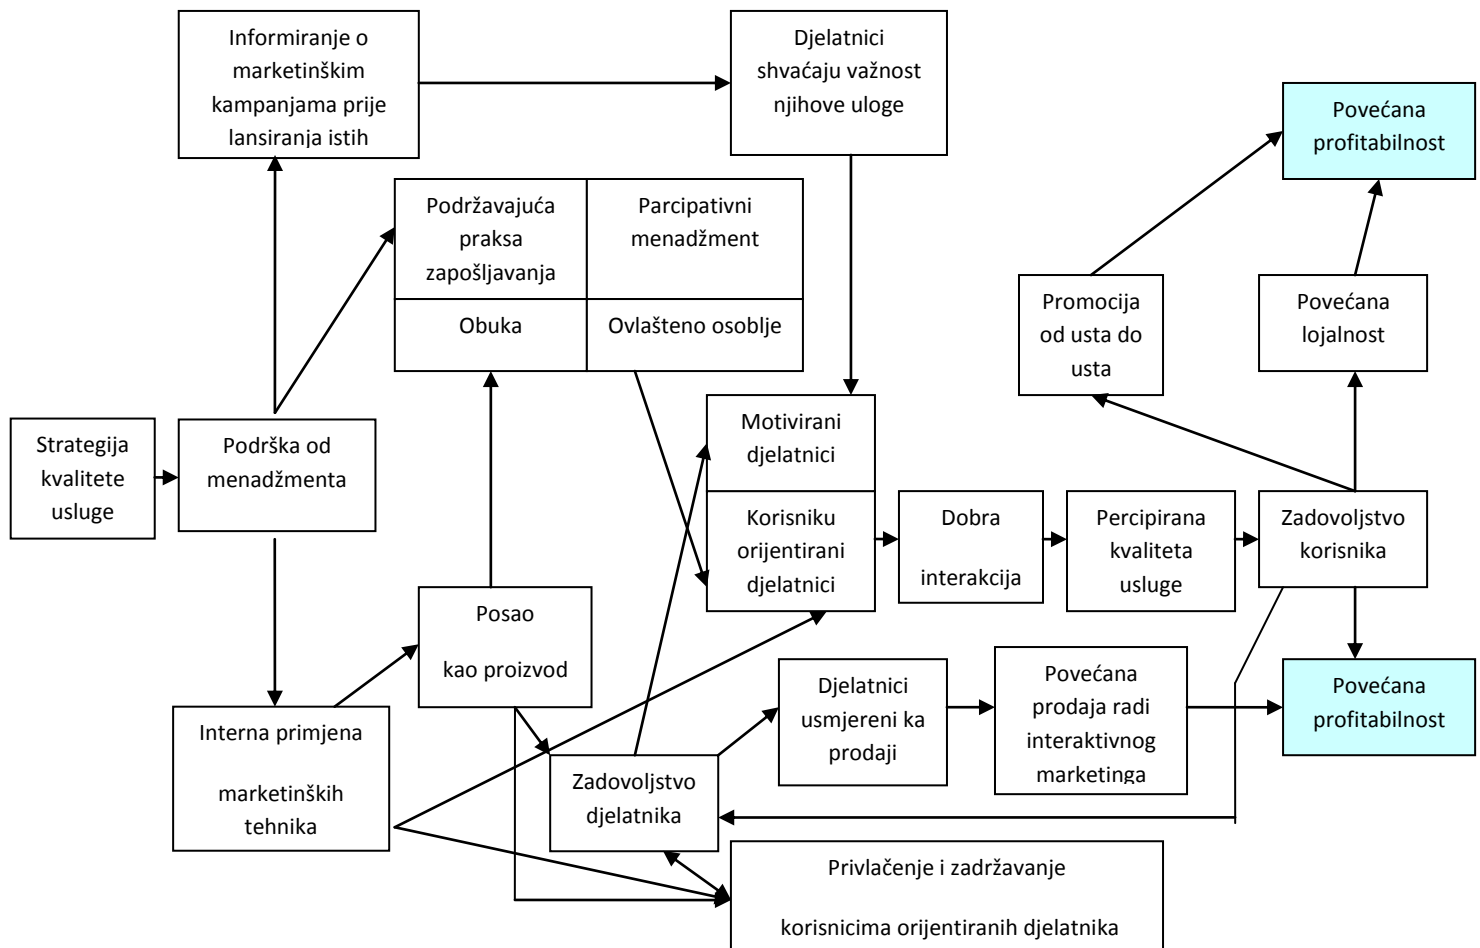 Informiranje o
marketinškim
kampanjama prije
lansiranja istih
Djelatnici
shvaćaju važnost
njihove uloge
Povećana
profitabilnost
Podržavajuća
praksa
zapošljavanja
Parcipativni
menadžment
Obuka
Ovlašteno osoblje
Promocija
od usta do
usta
Povećana
lojalnost
Strategija
kvalitete
usluge
Podrška od
menadžmenta
Motivirani
djelatnici
Korisniku
orijentirani
djelatnici
Dobra
interakcija
Percipirana
kvaliteta
usluge
Zadovoljstvo
korisnika
Posao
kao proizvod
Interna primjena
marketinških
tehnika
Zadovoljstvo
djelatnika
Djelatnici
usmjereni ka
prodaji
Povećana
prodaja radi
interaktivnog
marketinga
Povećana
profitabilnost
Privlačenje i zadržavanje
korisnicima orijentiranih djelatnika